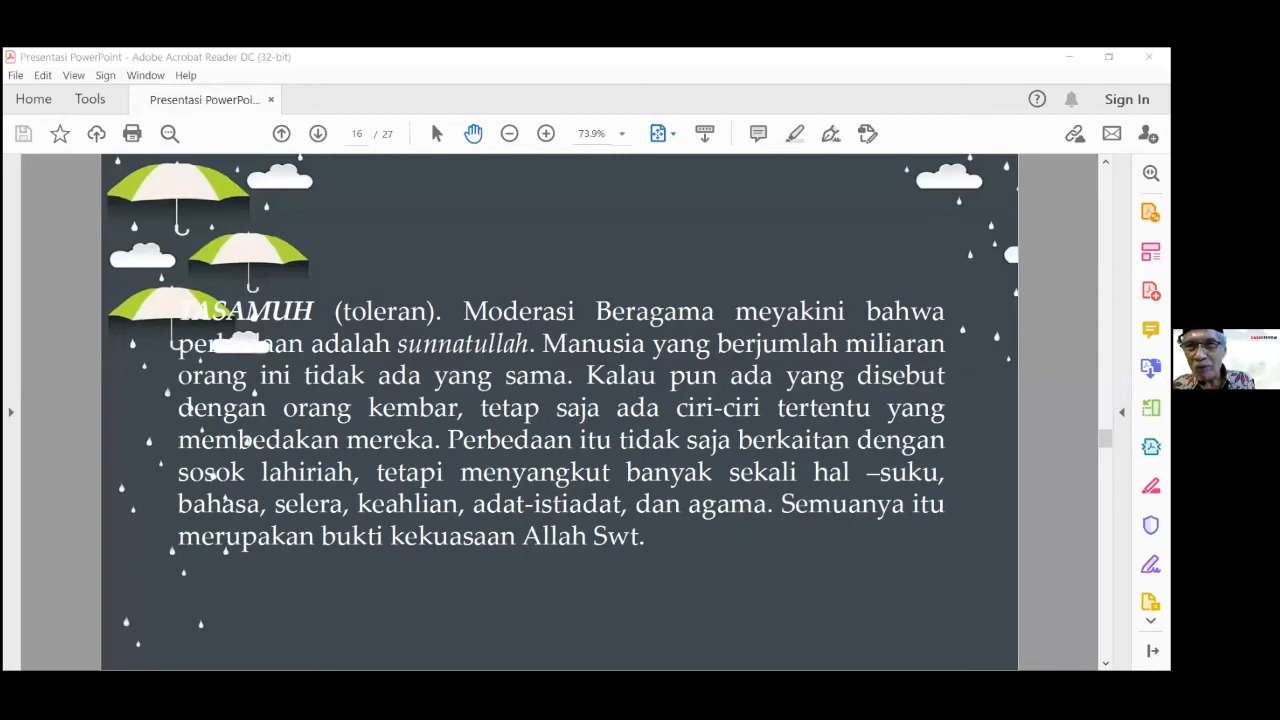 Presentasi PowerPoint - Adobe Acrobat Reader DC (32-bit)
File Edit View Sign Window Help
Home Tools Presentasi PowerPoi... × Sign In
16 / 27 73.9%
TASAMUH (toleran). Moderasi Beragama meyakini bahwa
perbedaan adalah sunnatullah. Manusia yang berjumlah miliaran
orang ini tidak ada yang sama. Kalau pun ada yang disebut
dengan orang kembar, tetap saja ada ciri-ciri tertentu yang
membedakan mereka. Perbedaan itu tidak saja berkaitan dengan
sosok lahiriah, tetapi menyangkut banyak sekali hal –suku,
bahasa, selera, keahlian, adat-istiadat, dan agama. Semuanya itu
merupakan bukti kekuasaan Allah Swt.